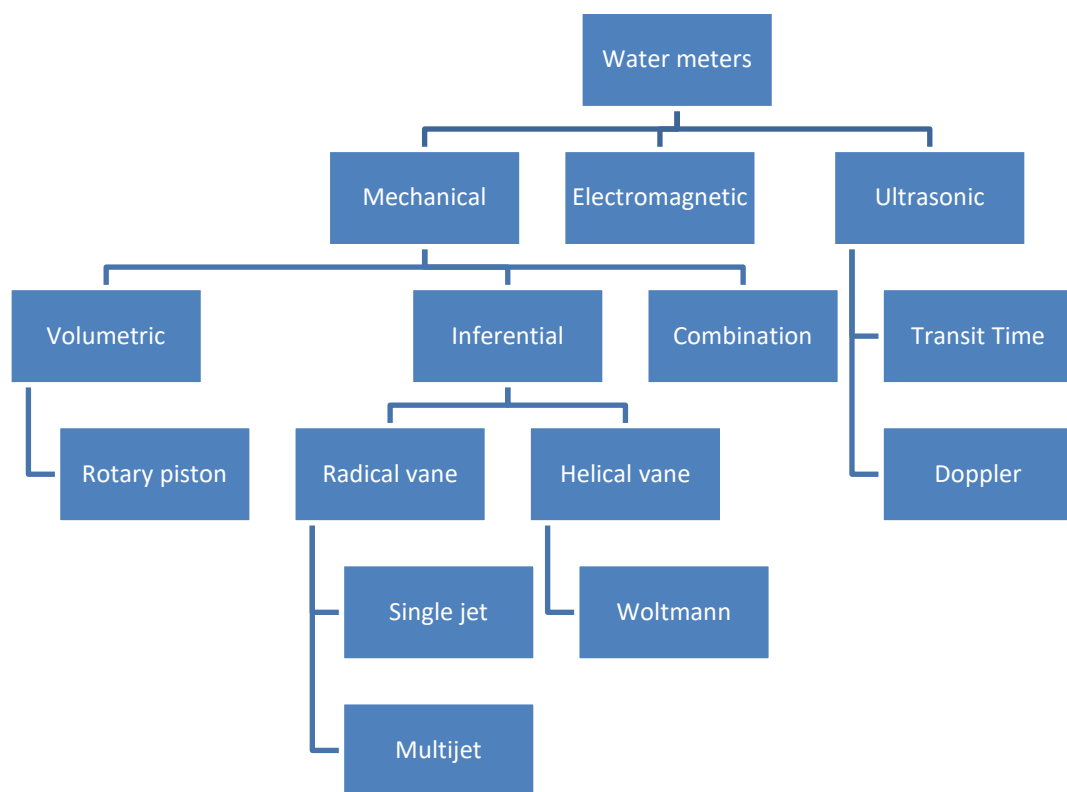 Water meters
Mechanical
Electromagnetic
Ultrasonic
Volumetric
Inferential
Combination
Transit Time
Rotary piston
Radical vane
Helical vane
Doppler
Single jet
Woltmann
Multijet